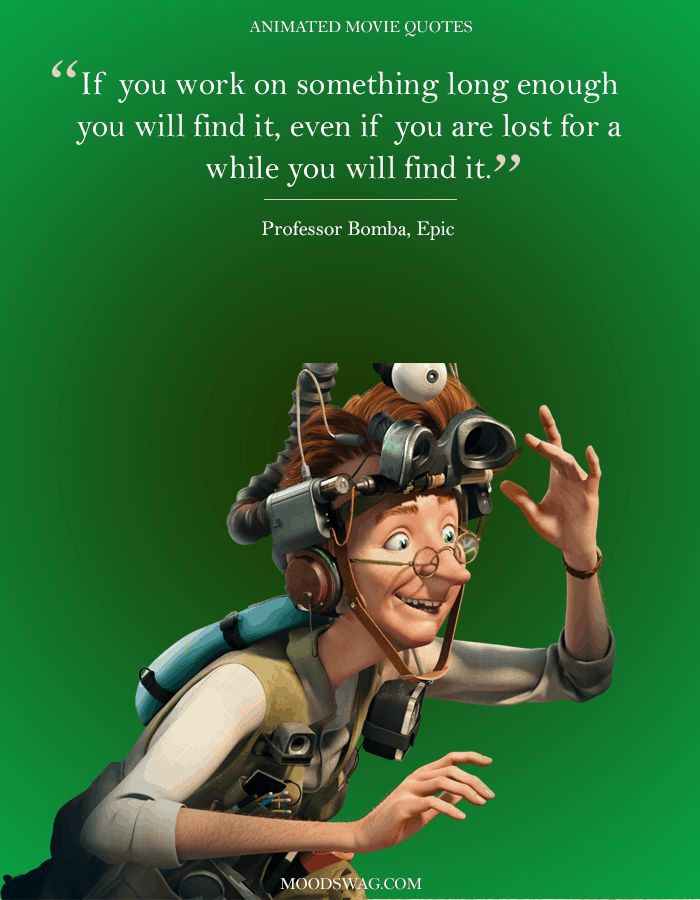 ANIMATED MOVIE QUOTES
“If you work on something long enough
you will find it, even if you are lost for a
while you will find it.”
Professor Bomba, Epic
MOODSWAG.COM